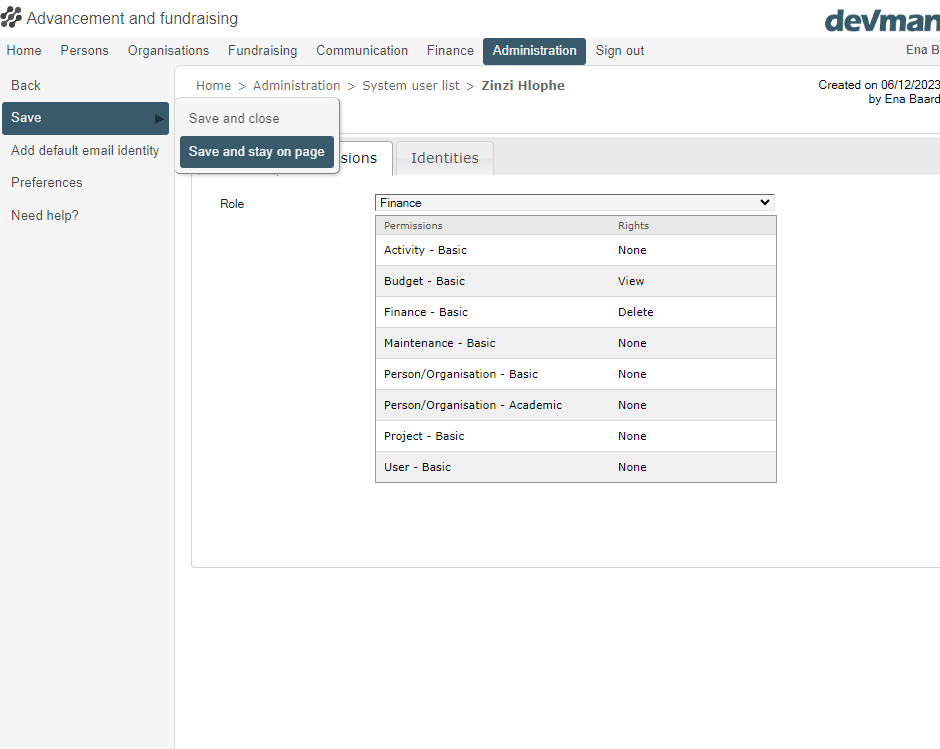 Advancement and fundraising
devman
Home Persons Organisations Fundraising Communication Finance Administration Sign out Ena B
Back
Save
Add default email identity
Preferences
Need help?
Home > Administration > System user list > Zinzi Hlophe
Created on 06/12/2023
by Ena Baard
Save and close
Save and stay on page
sions
Identities
Role
Finance
Permissions Rights
Activity - Basic None
Budget - Basic View
Finance - Basic Delete
Maintenance - Basic None
Person/Organisation - Basic None
Person/Organisation - Academic None
Project - Basic None
User - Basic None